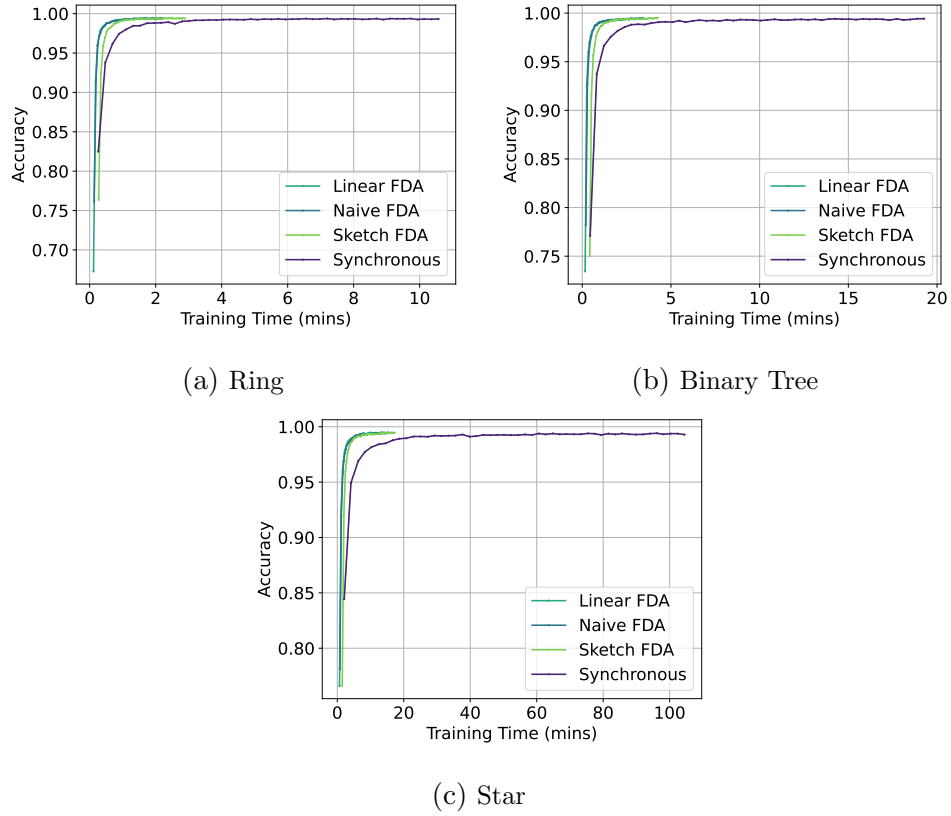 1.00
0.95
0.90
0.85
0.80
0.75
0.70
Accuracy
0 2 4 6 8 10
Training Time (mins)
Linear FDA
Naive FDA
Sketch FDA
Synchronous
(a) Ring
1.00
0.95
0.90
0.85
0.80
0.75
Accuracy
0 5 10 15 20
Training Time (mins)
Linear FDA
Naive FDA
Sketch FDA
Synchronous
(b) Binary Tree
1.00
0.95
0.90
0.85
0.80
Accuracy
0 20 40 60 80 100
Training Time (mins)
Linear FDA
Naive FDA
Sketch FDA
Synchronous
(c) Star